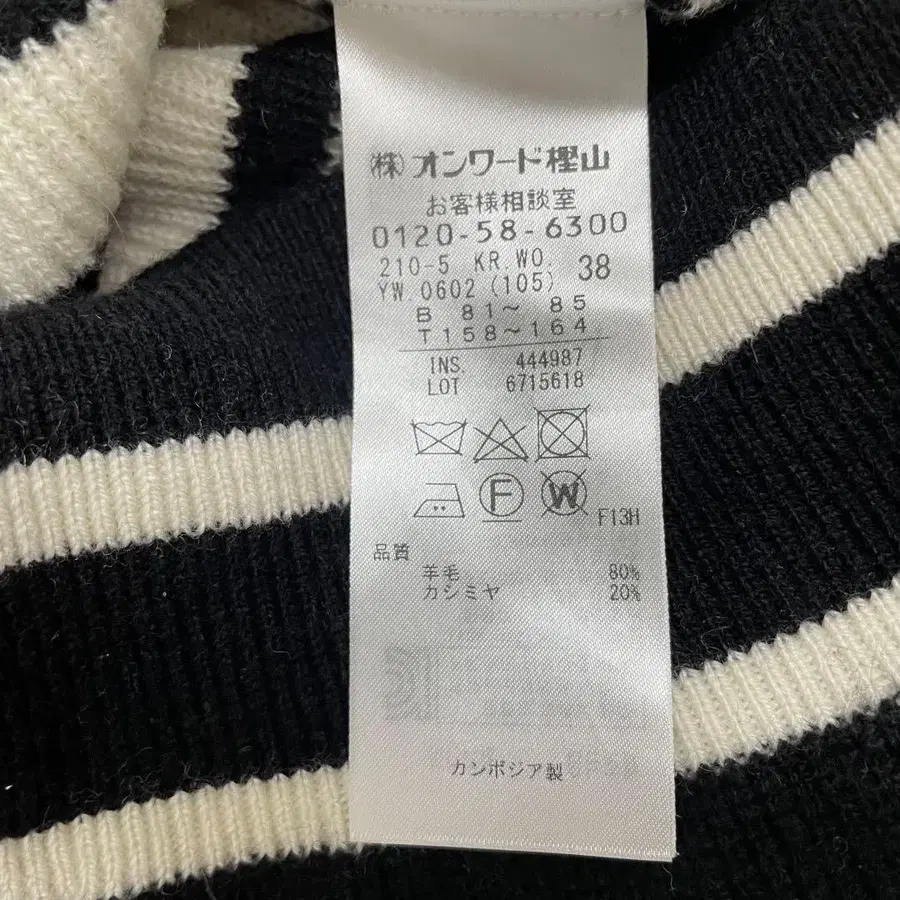 ㈱オンワード樫山
お客様相談室
0120-58-6300
210-5 KR.WO. 38
YW.0602 (105)
B 81〜 85
T158〜164
INS. 444987
LOT 6715618
F W F13H
品質
羊毛 80%
カシミヤ 20%
カンボジア製